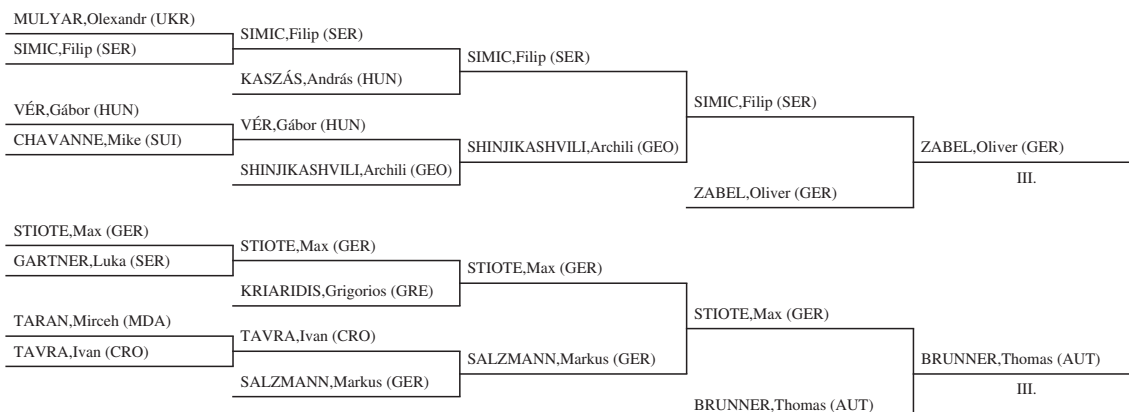 MULYAR,Olexandr (UKR)
SIMIC,Filip (SER)
SIMIC,Filip (SER)
SIMIC,Filip (SER)
KASZÁS,András (HUN)
SIMIC,Filip (SER)
VÉR,Gábor (HUN)
CHAVANNE,Mike (SUI)
VÉR,Gábor (HUN)
SHINJIKASHVILI,Archili (GEO)
ZABEL,Oliver (GER)
SHINJIKASHVILI,Archili (GEO)
III.
ZABEL,Oliver (GER)
STIOTE,Max (GER)
GARTNER,Luka (SER)
STIOTE,Max (GER)
STIOTE,Max (GER)
KRIARIDIS,Grigorios (GRE)
STIOTE,Max (GER)
TARAN,Mirceh (MDA)
TAVRA,Ivan (CRO)
TAVRA,Ivan (CRO)
SALZMANN,Markus (GER)
BRUNNER,Thomas (AUT)
SALZMANN,Markus (GER)
III.
BRUNNER,Thomas (AUT)